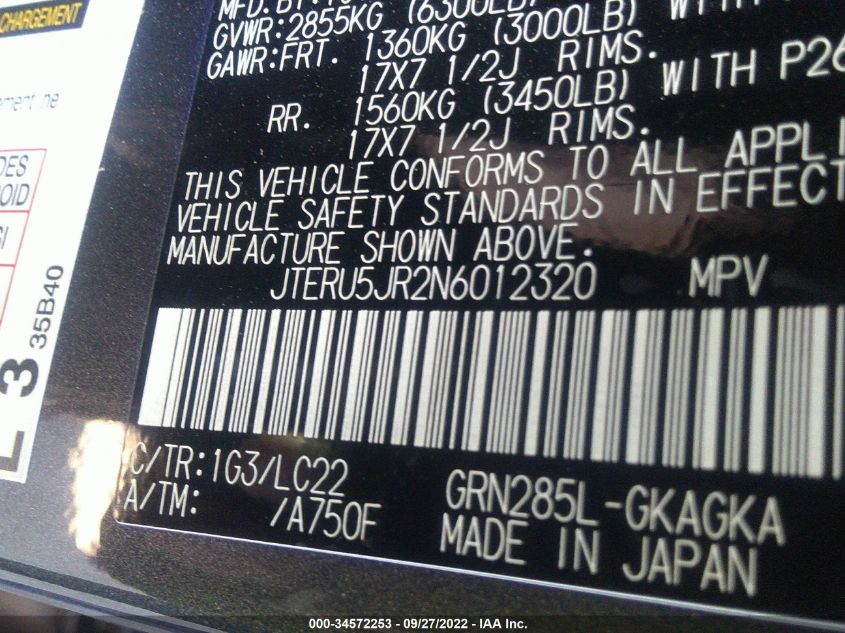 CHARGEMENT
GVWR:2855KG (6300LB)
GAWR:FRT. 1360KG (3000LB) WITH
17X7 1/2J RIMS.
RR. 1560KG (3450LB) WITH P26
17X7 1/2J RIMS.
THIS VEHICLE CONFORMS TO ALL APPLI
VEHICLE SAFETY STANDARDS IN EFFECT
MANUFACTURE SHOWN ABOVE.
JTERU5JR2N6012320 MPV
C/TR:1G3/LC22
A/TM: /A750F
GRN285L-GKAGKA
MADE IN JAPAN
35B40
3
000-34572253 - 09/27/2022 - IAA Inc.